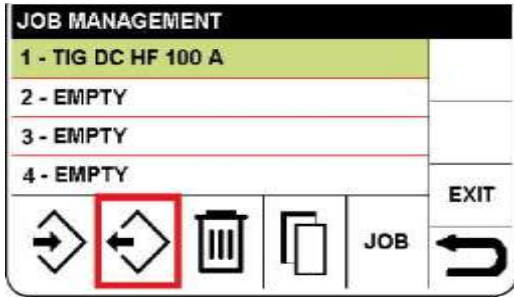 JOB MANAGEMENT
1 - TIG DC HF 100 A
2 - EMPTY
3 - EMPTY
4 - EMPTY
EXIT
JOB